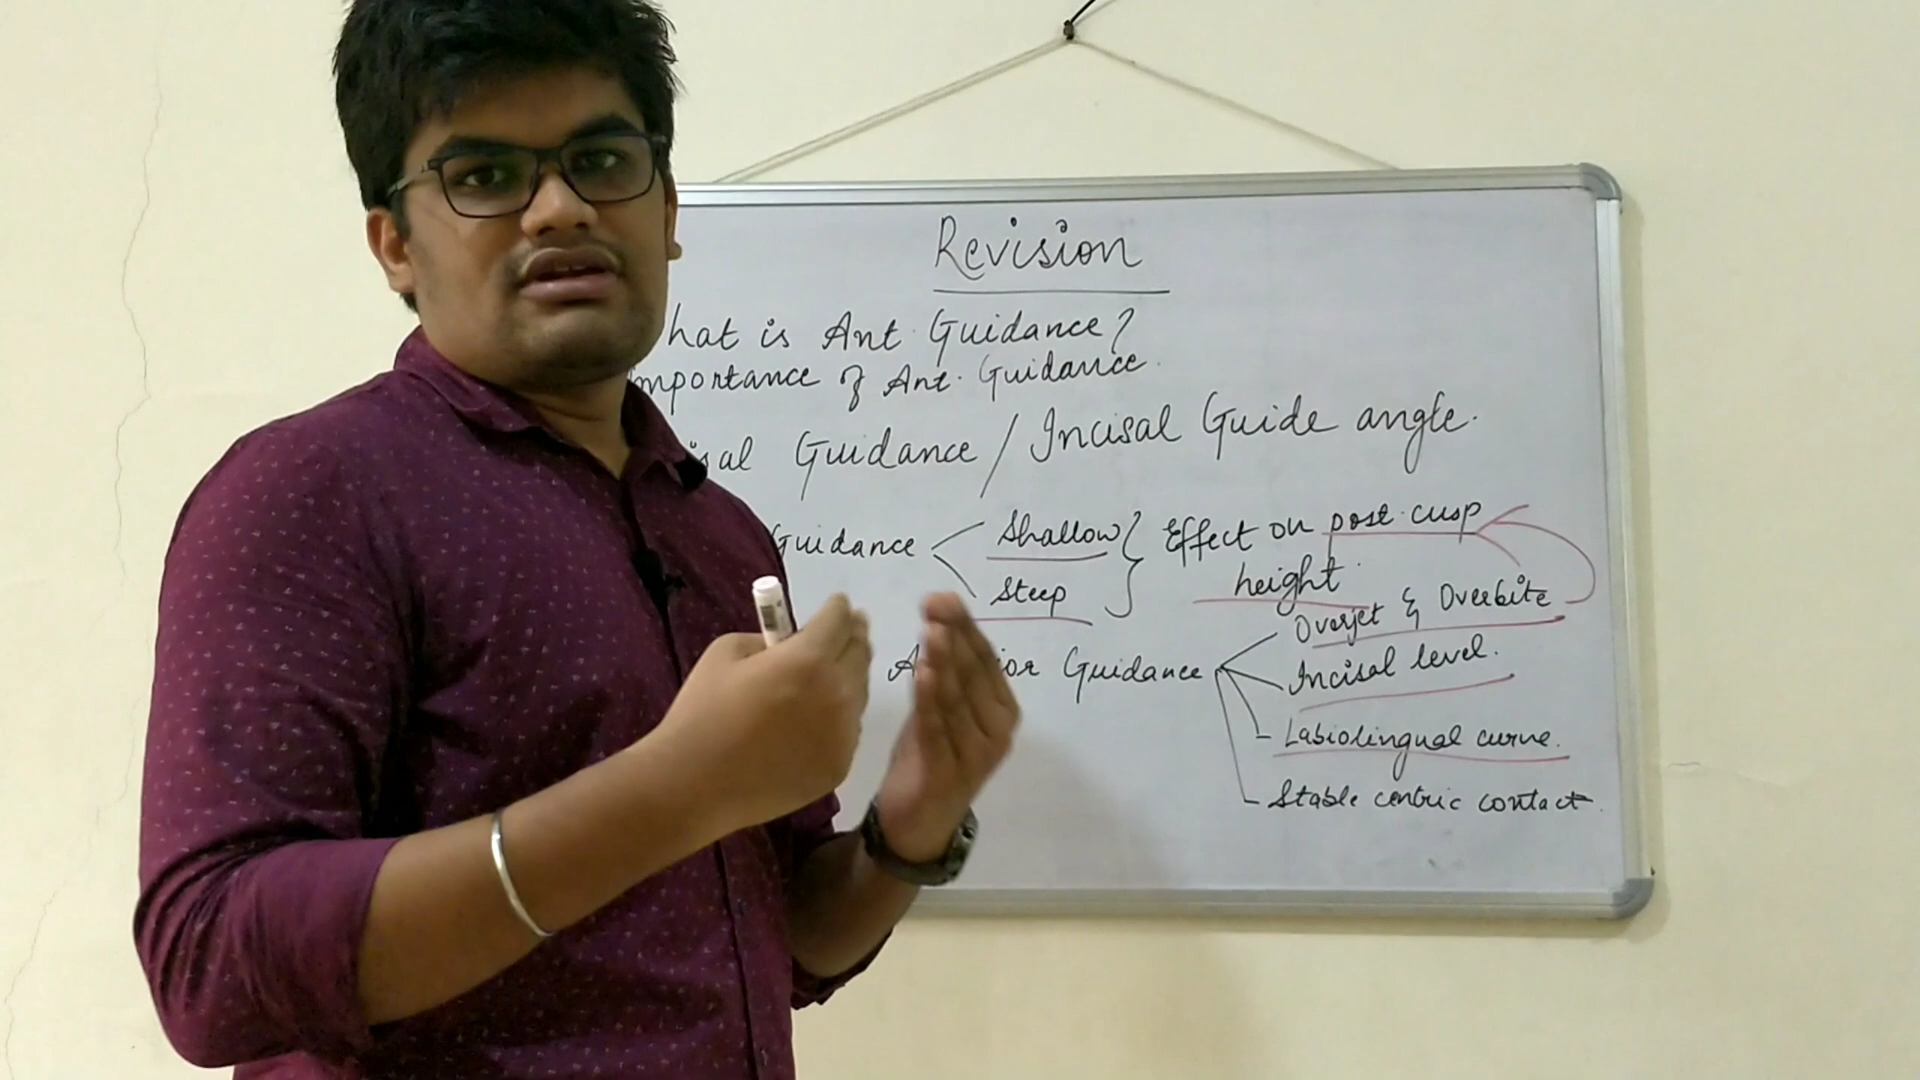 Revision
hat is Ant. Guidance?
mportance of Ant. Guidance.
sal Guidance / Incisal Guide angle.
Guidance
Shallow
Steep
Effect on post. cusp
height.
Overjet & Overbite
Guidance
Incisal level.
Labiolingual curve.
Stable centric contact.